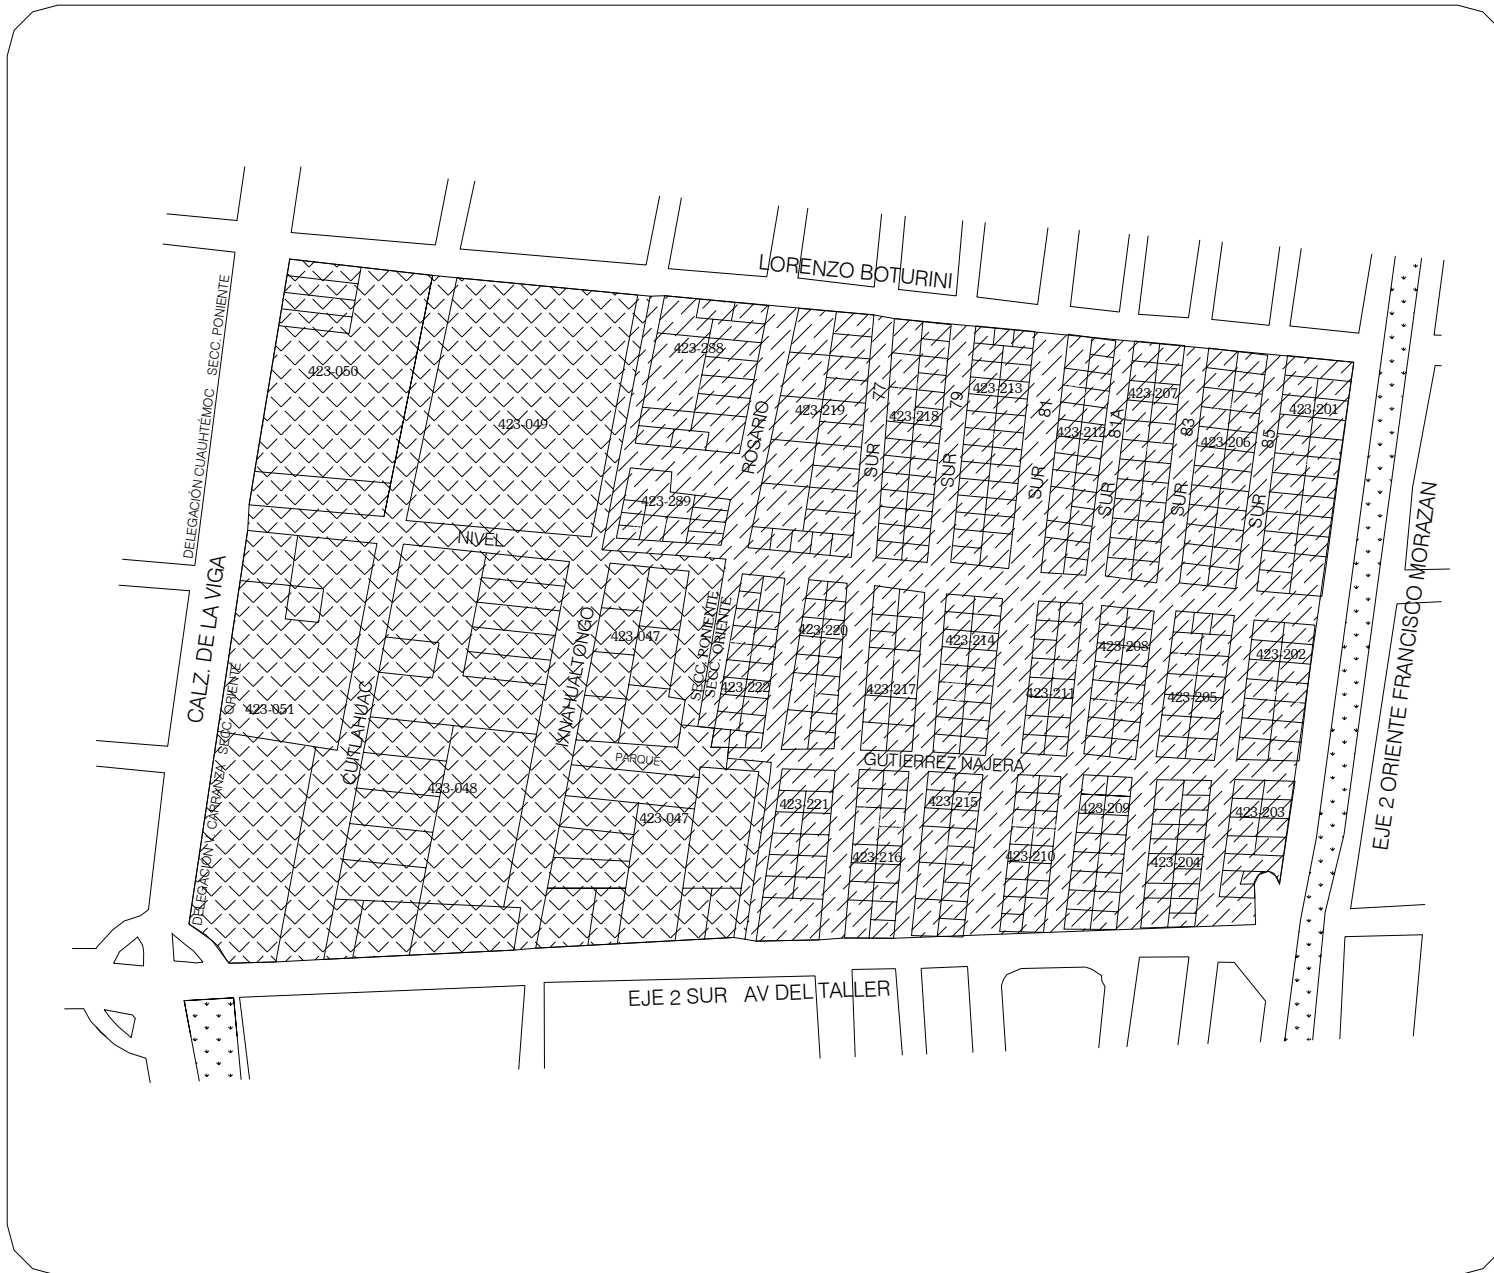 LORENZO BOTURINI
DELEGACIÓN CUAUHTÉMOC SECC. PONIENTE
423-050
423-049
423-288
423-219
423-218
423-213
423-212
423-207
423-206
423-201
ROSARIO
SUR 77
SUR 79
SUR 81
SUR 81A
SUR 83
SUR 85
423-289
NIVEL
CALZ. DE LA VIGA
DELEGACIÓN V. CARRANZA SECC. ORIENTE
423-051
CUITLAHUAC
423-048
IXNAHUALTONGO
423-047
SECC. PONIENTE
SECC. ORIENTE
423-222
423-220
423-217
423-214
423-211
423-208
423-205
423-202
PARQUE
GUTIERREZ NAJERA
423-047
423-221
423-216
423-215
423-210
423-209
423-204
423-203
EJE 2 ORIENTE FRANCISCO MORAZAN
EJE 2 SUR AV DEL TALLER